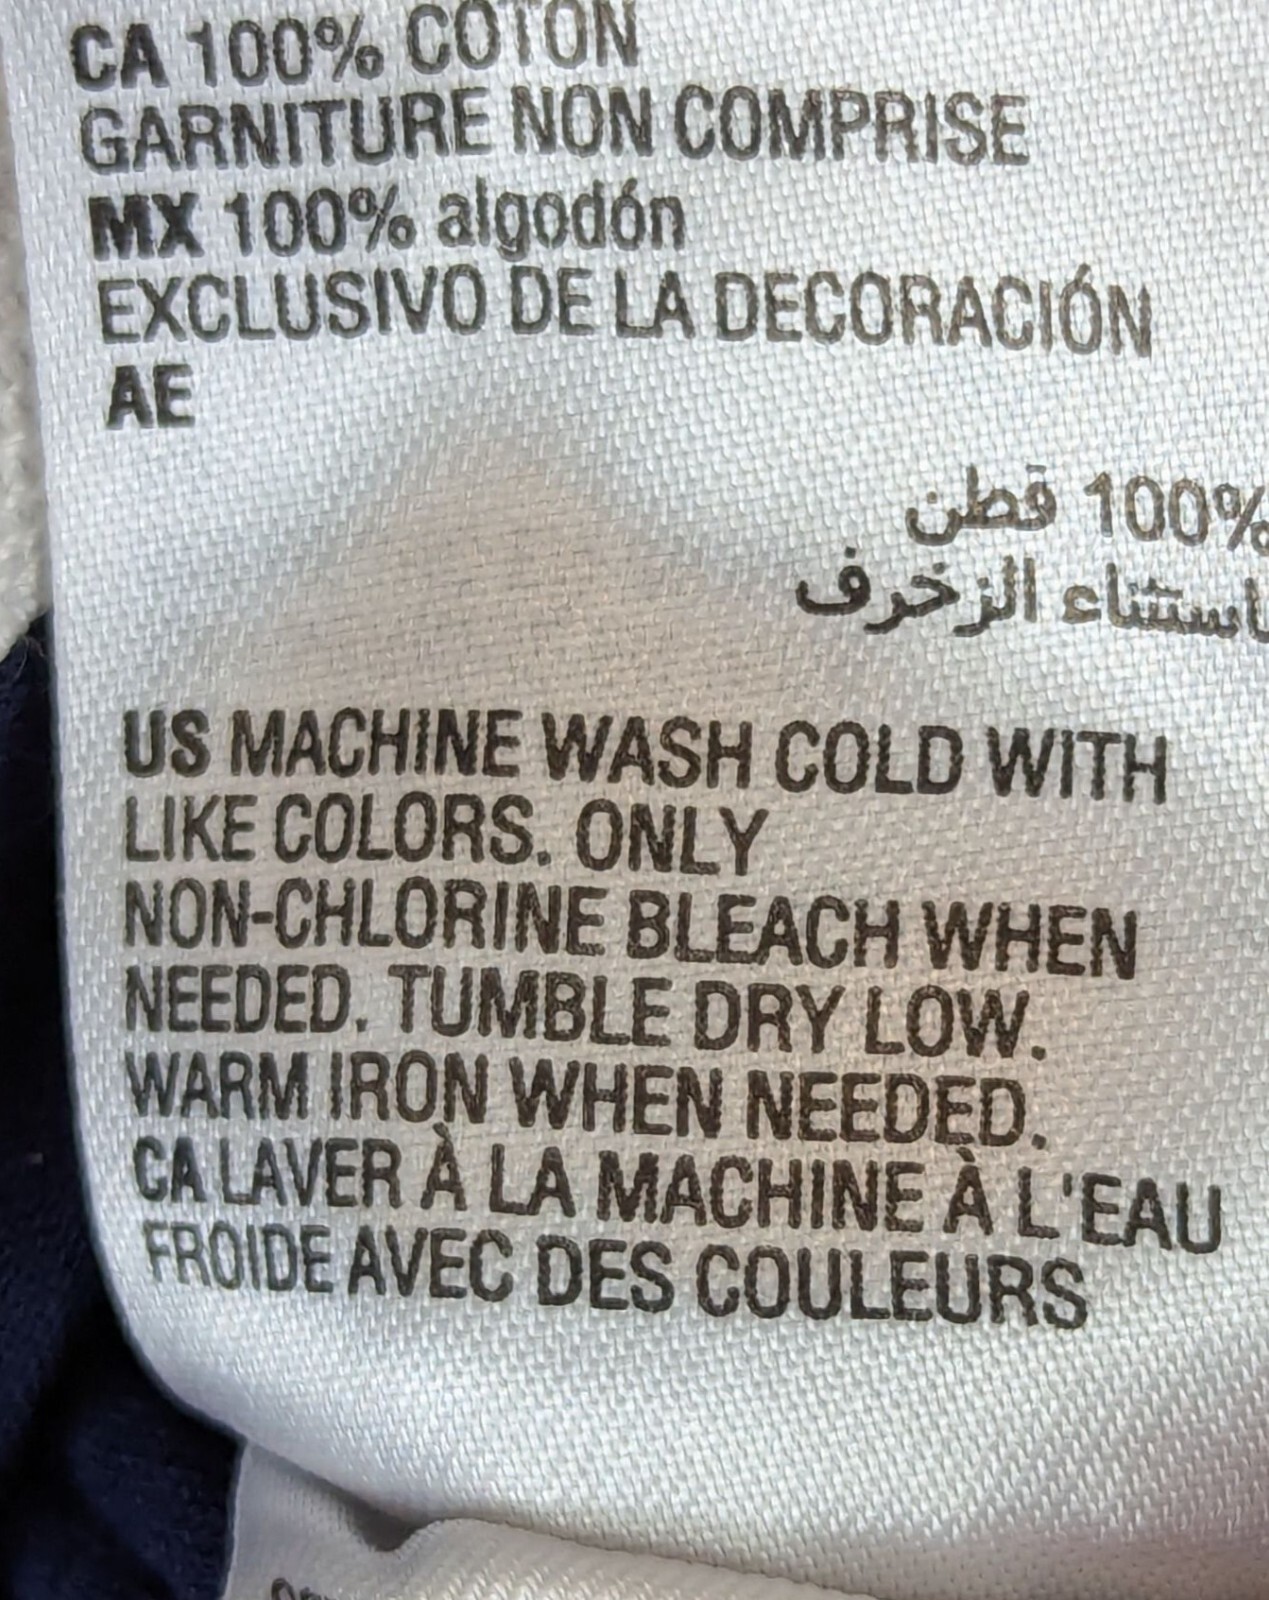 CA 100% COTON
GARNITURE NON COMPRISE
MX 100% algodón
EXCLUSIVO DE LA DECORACIÓN
AE
100% قطن
باستثناء الزخرف
US MACHINE WASH COLD WITH
LIKE COLORS. ONLY
NON-CHLORINE BLEACH WHEN
NEEDED. TUMBLE DRY LOW.
WARM IRON WHEN NEEDED.
CA LAVER À LA MACHINE À L'EAU
FROIDE AVEC DES COULEURS